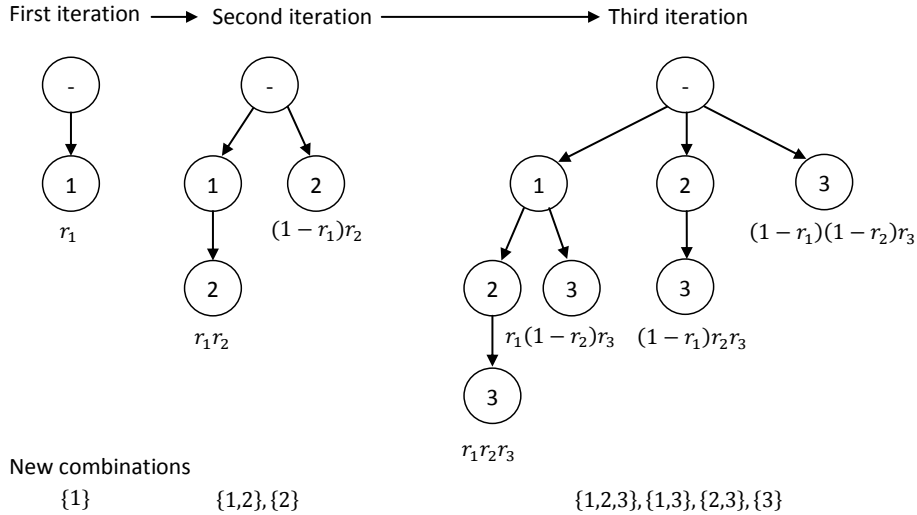 First iteration Second iteration Third iteration
- - -
1 1 2 1 2 3
r₁ (1 − r₁)r₂ (1 − r₁)(1 − r₂)r₃
2 2 3 3
r₁r₂ r₁(1 − r₂)r₃ (1 − r₁)r₂r₃
3
r₁r₂r₃
New combinations
{1} {1,2}, {2} {1,2,3}, {1,3}, {2,3}, {3}